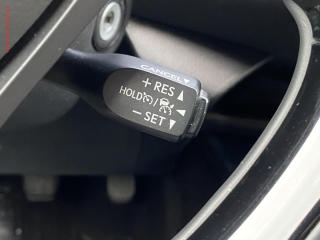 CANCEL▼
+ RES ▲
HOLD / ◀
− SET ▼